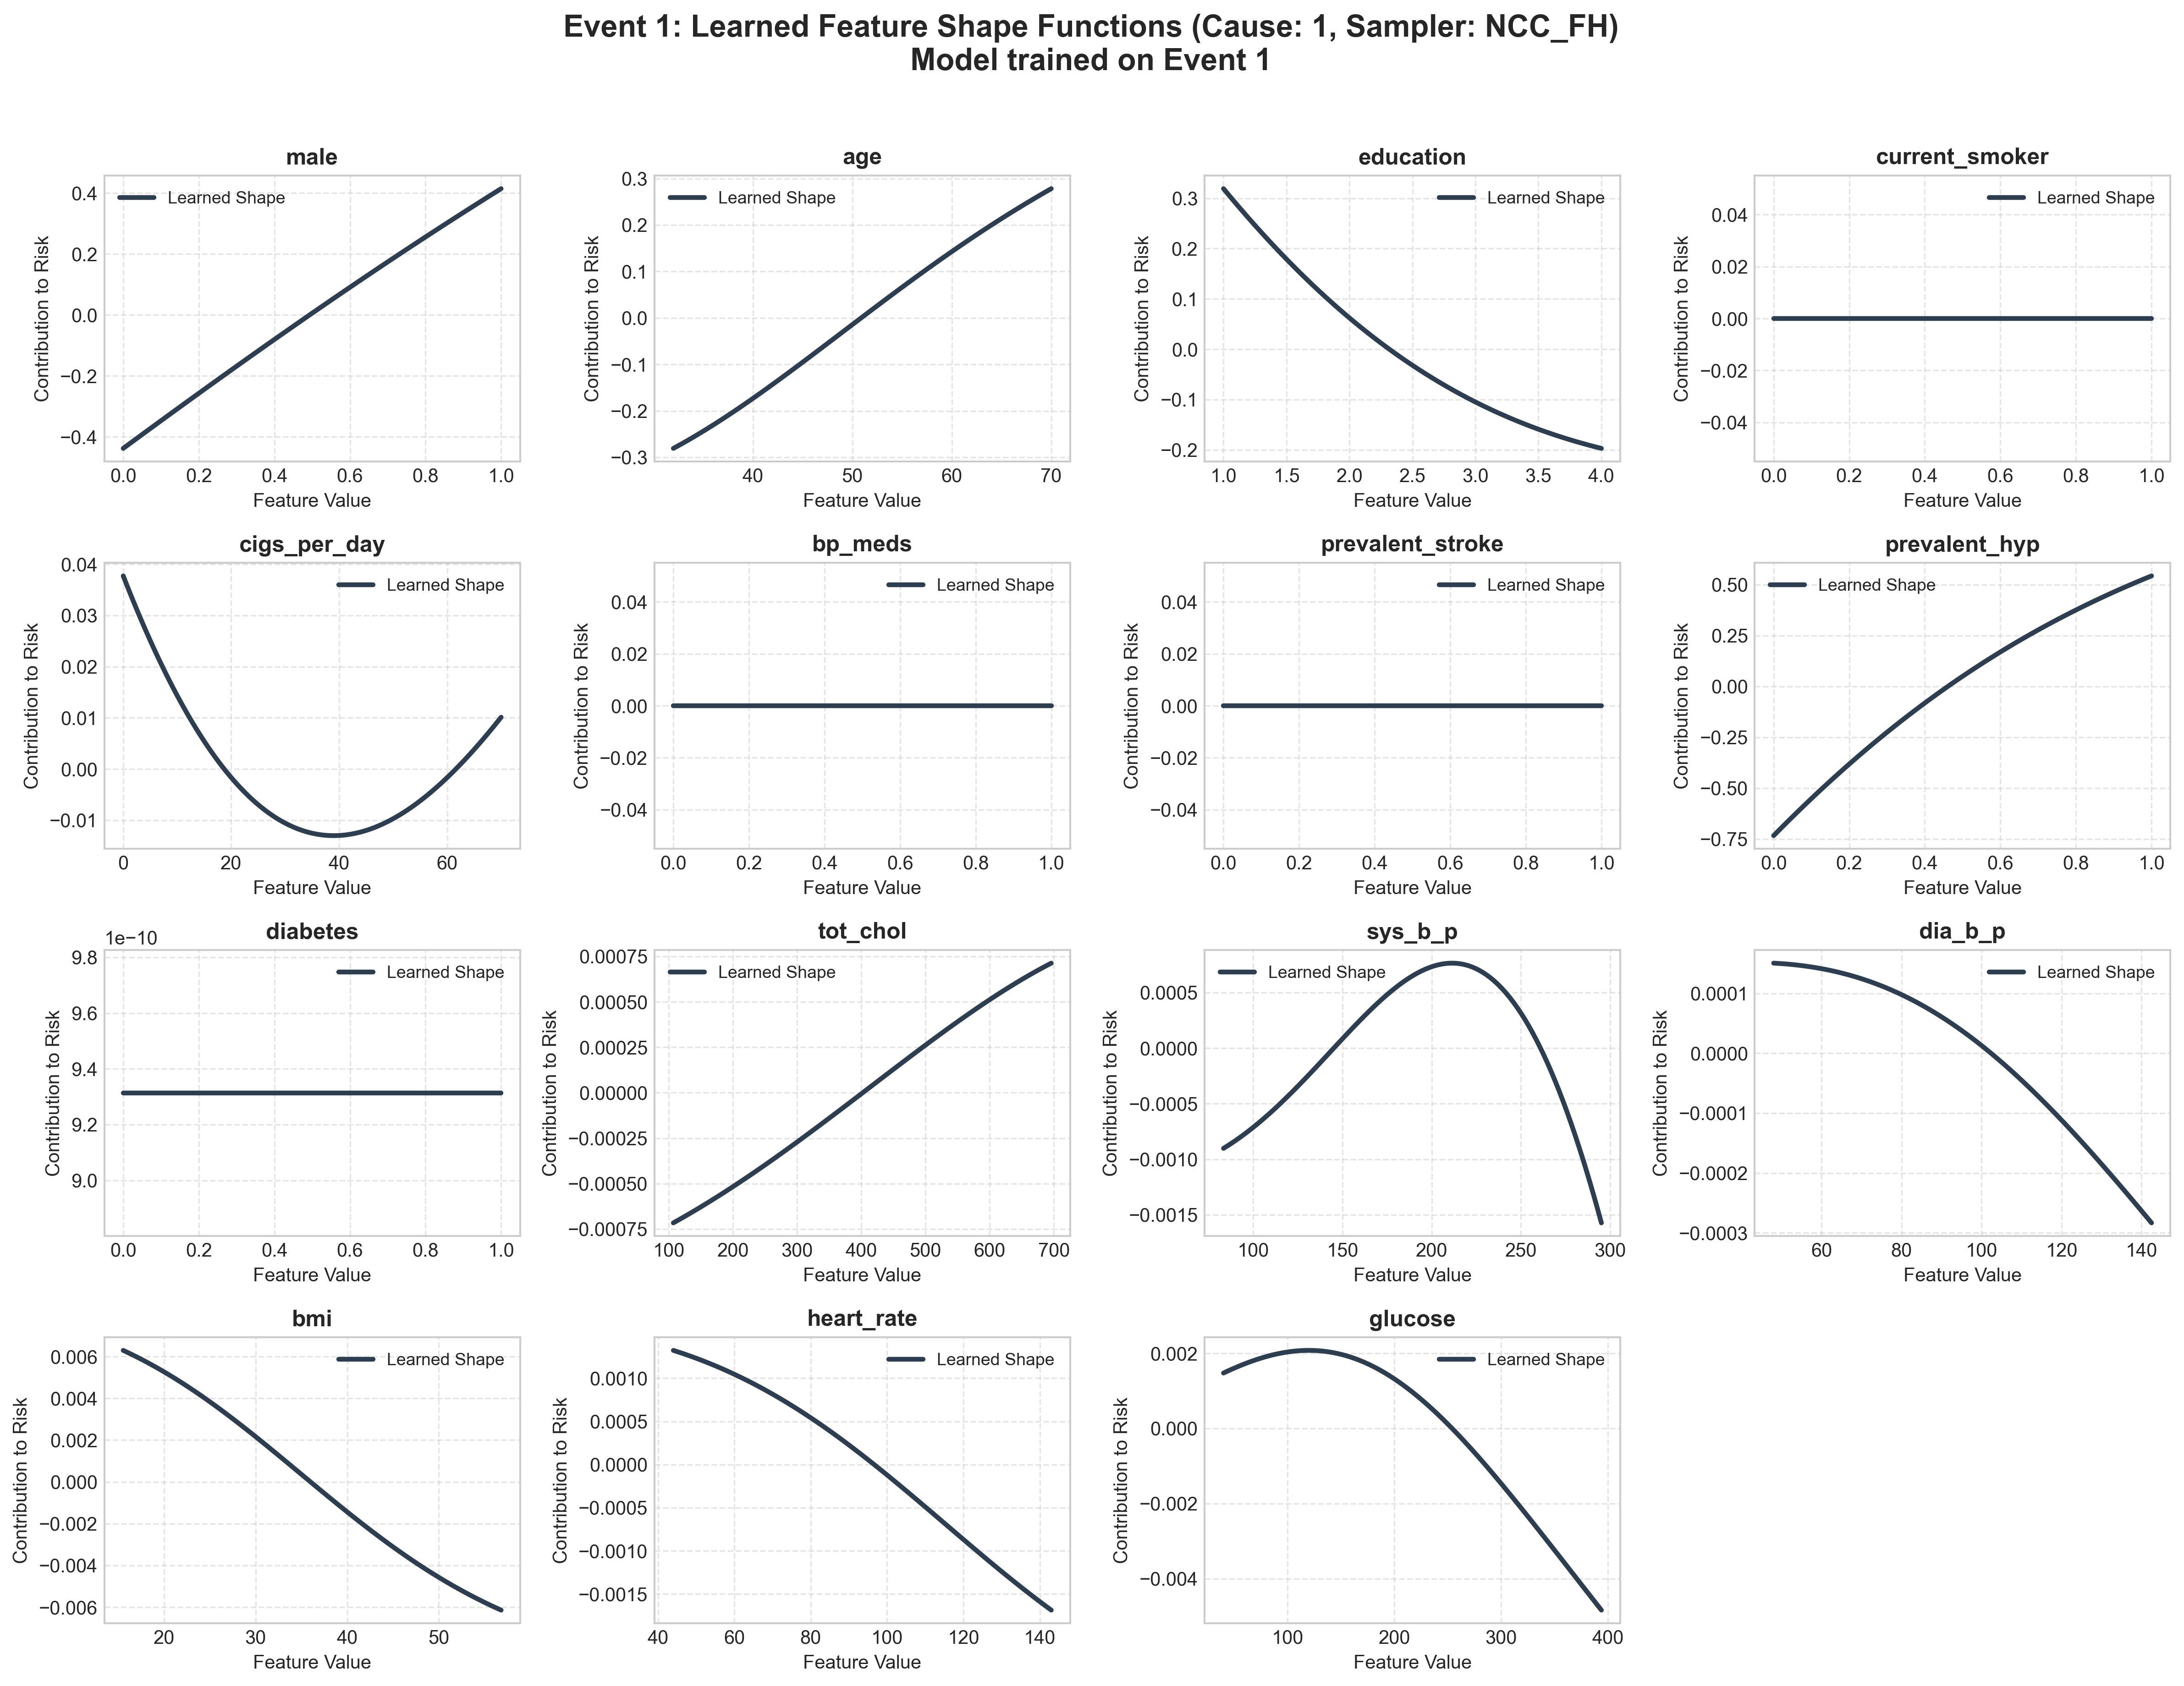 Event 1: Learned Feature Shape Functions (Cause: 1, Sampler: NCC_FH)
Model trained on Event 1
male
Learned Shape
Contribution to Risk
0.4
0.2
0.0
−0.2
−0.4
0.0 0.2 0.4 0.6 0.8 1.0
Feature Value
age
Learned Shape
Contribution to Risk
0.3
0.2
0.1
0.0
−0.1
−0.2
−0.3
40 50 60 70
Feature Value
education
Learned Shape
Contribution to Risk
0.3
0.2
0.1
0.0
−0.1
−0.2
1.0 1.5 2.0 2.5 3.0 3.5 4.0
Feature Value
current_smoker
Learned Shape
Contribution to Risk
0.04
0.02
0.00
−0.02
−0.04
0.0 0.2 0.4 0.6 0.8 1.0
Feature Value
cigs_per_day
Learned Shape
Contribution to Risk
0.04
0.03
0.02
0.01
0.00
−0.01
0 20 40 60
Feature Value
bp_meds
Learned Shape
Contribution to Risk
0.04
0.02
0.00
−0.02
−0.04
0.0 0.2 0.4 0.6 0.8 1.0
Feature Value
prevalent_stroke
Learned Shape
Contribution to Risk
0.04
0.02
0.00
−0.02
−0.04
0.0 0.2 0.4 0.6 0.8 1.0
Feature Value
prevalent_hyp
Learned Shape
Contribution to Risk
0.50
0.25
0.00
−0.25
−0.50
−0.75
0.0 0.2 0.4 0.6 0.8 1.0
Feature Value
diabetes
1e−10
Learned Shape
Contribution to Risk
9.8
9.6
9.4
9.2
9.0
0.0 0.2 0.4 0.6 0.8 1.0
Feature Value
tot_chol
Learned Shape
Contribution to Risk
0.00075
0.00050
0.00025
0.00000
−0.00025
−0.00050
−0.00075
100 200 300 400 500 600 700
Feature Value
sys_b_p
Learned Shape
Contribution to Risk
0.0005
0.0000
−0.0005
−0.0010
−0.0015
100 150 200 250 300
Feature Value
dia_b_p
Learned Shape
Contribution to Risk
0.0001
0.0000
−0.0001
−0.0002
−0.0003
60 80 100 120 140
Feature Value
bmi
Learned Shape
Contribution to Risk
0.006
0.004
0.002
0.000
−0.002
−0.004
−0.006
20 30 40 50
Feature Value
heart_rate
Learned Shape
Contribution to Risk
0.0010
0.0005
0.0000
−0.0005
−0.0010
−0.0015
40 60 80 100 120 140
Feature Value
glucose
Learned Shape
Contribution to Risk
0.002
0.000
−0.002
−0.004
100 200 300 400
Feature Value